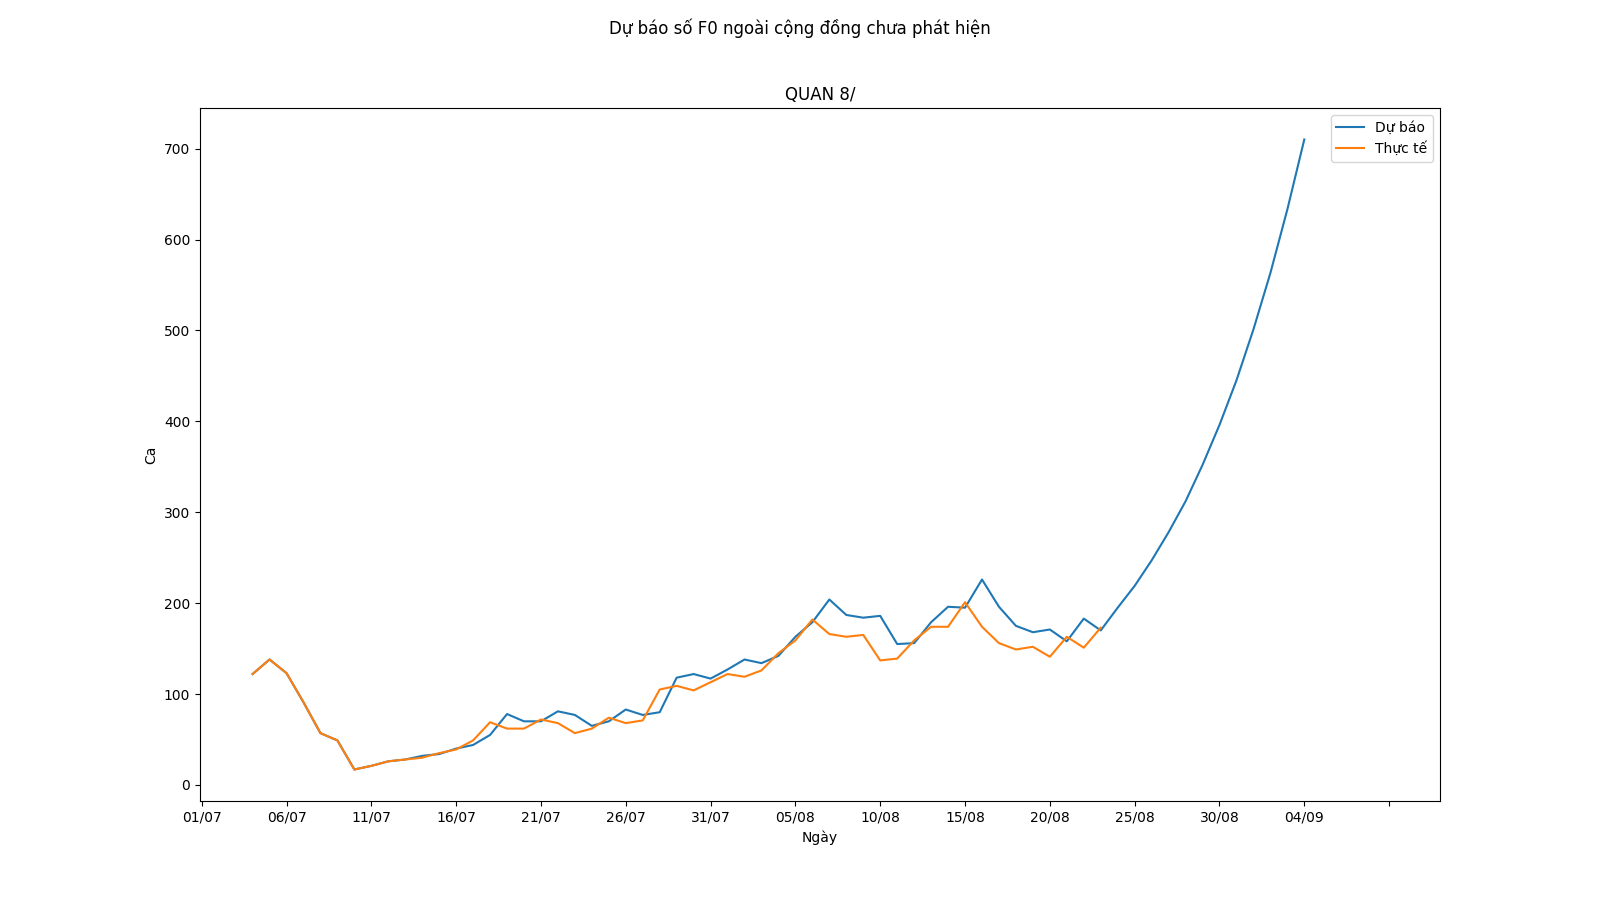 Dự báo số F0 ngoài cộng đồng chưa phát hiện
QUAN 8/
Dự báo
Thực tế
700
600
500
400
300
200
100
0
Ca
01/07 06/07 11/07 16/07 21/07 26/07 31/07 05/08 10/08 15/08 20/08 25/08 30/08 04/09
Ngày